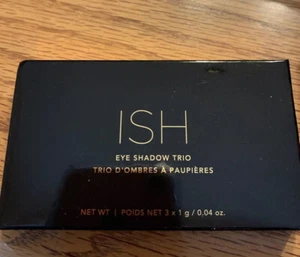 ISH
EYE SHADOW TRIO
TRIO D'OMBRES À PAUPIÈRES
NET WT | POIDS NET 3 x 1 g / 0.04 oz.